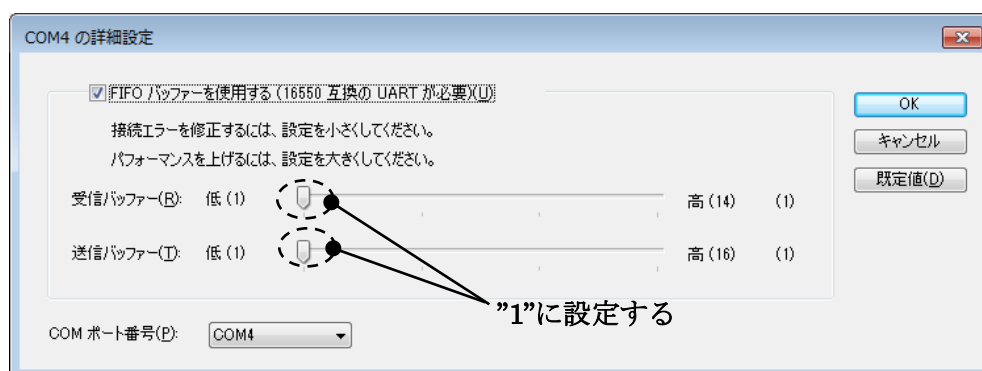 COM4 の詳細設定
FIFO バッファーを使用する (16550 互換の UART が必要)(U)
接続エラーを修正するには、設定を小さくしてください。
パフォーマンスを上げるには、設定を大きくしてください。
受信バッファー(R): 低 (1) 高 (14) (1)
送信バッファー(T): 低 (1) 高 (16) (1)
OK
キャンセル
既定値(D)
”1”に設定する
COM ポート番号(P): COM4